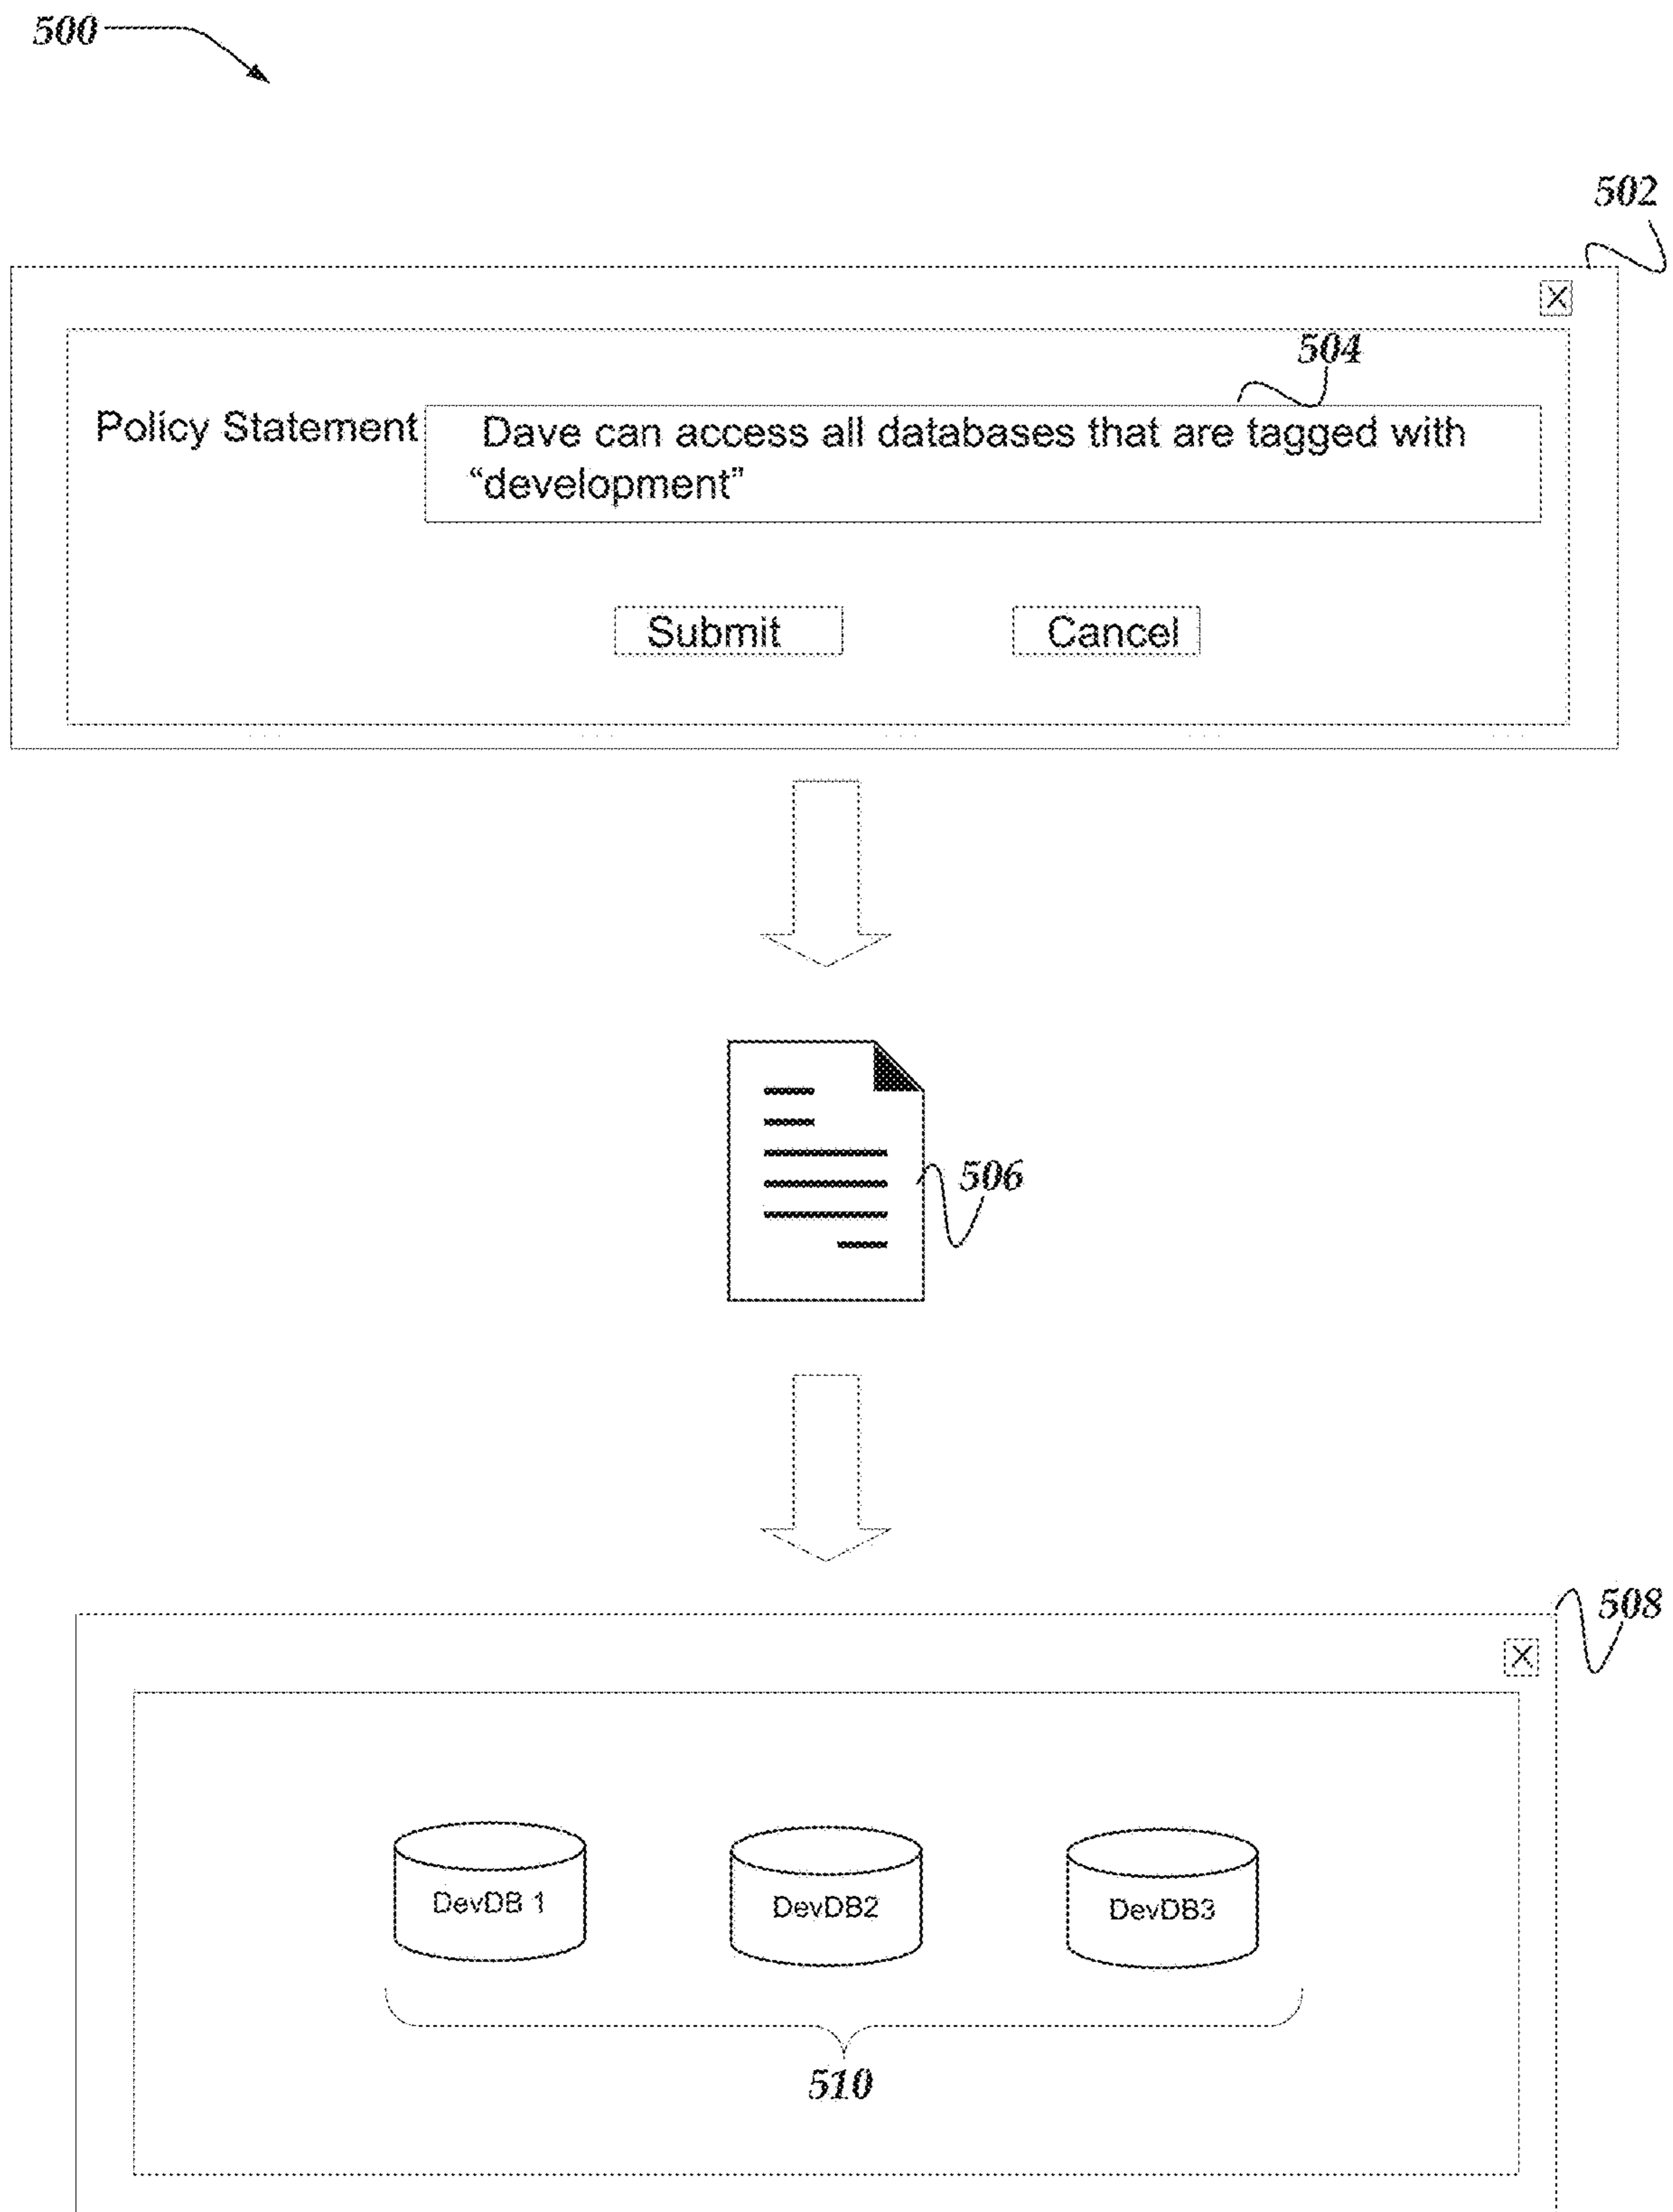 500
502
X
504
Policy Statement
Dave can access all databases that are tagged with
“development”
Submit Cancel
506
508
X
DevDB 1 DevDB2 DevDB3
510